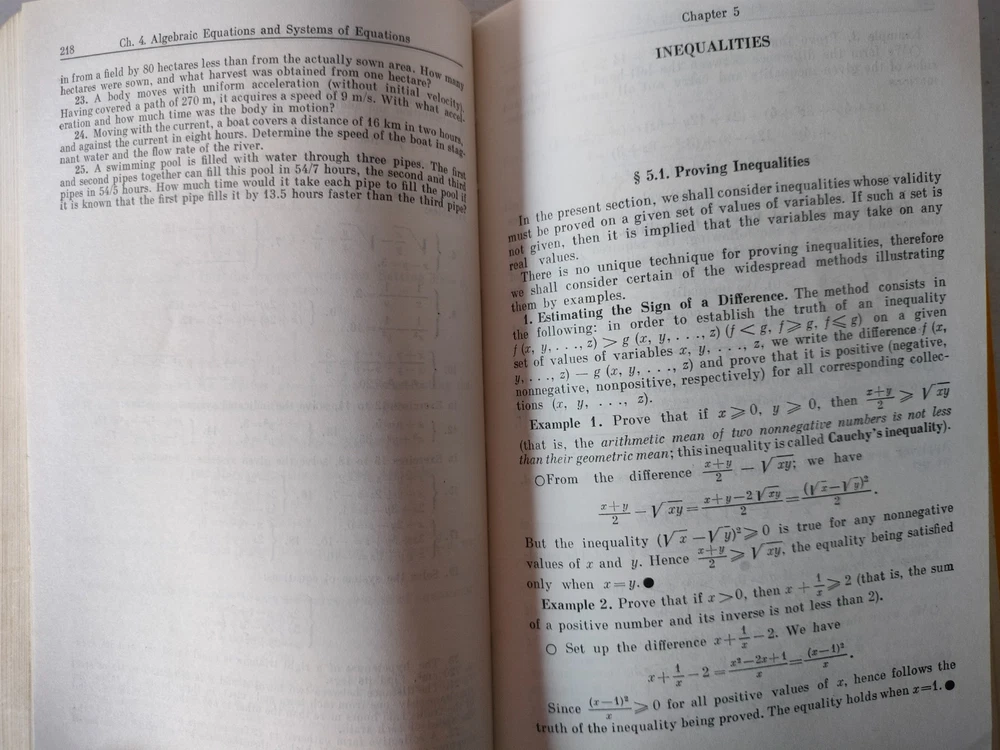 218
Ch. 4. Algebraic Equations and Systems of Equations
in from a field by 80 hectares less than from the actually sown area. How many
hectares were sown, and what harvest was obtained from one hectare?
23. A body moves with uniform acceleration (without initial velocity).
Having covered a path of 270 m, it acquires a speed of 9 m/s. With what accel-
eration and how much time was the body in motion?
24. Moving with the current, a boat covers a distance of 16 km in two hours,
and against the current in eight hours. Determine the speed of the boat in stag-
nant water and the flow rate of the river.
25. A swimming pool is filled with water through three pipes. The first
and second pipes together can fill this pool in 54/7 hours, the second and third
pipes in 54/5 hours. How much time would it take each pipe to fill the pool if
it is known that the first pipe fills it by 13.5 hours faster than the third pipe?
Chapter 5
INEQUALITIES
§ 5.1. Proving Inequalities
In the present section, we shall consider inequalities whose validity
must be proved on a given set of values of variables. If such a set is
not given, then it is implied that the variables may take on any
real values.
There is no unique technique for proving inequalities, therefore
we shall consider certain of the widespread methods illustrating
them by examples.
1. Estimating the Sign of a Difference. The method consists in
the following: in order to establish the truth of an inequality
f (x, y, . . ., z) > g (x, y, . . ., z) (f < g, f ⩾ g, f ⩽ g) on a given
set of values of variables x, y, . . ., z, we write the difference f (x,
y, . . ., z) — g (x, y, . . ., z) and prove that it is positive (negative,
nonnegative, nonpositive, respectively) for all corresponding collec-
tions (x, y, . . ., z).
Example 1. Prove that if x ⩾ 0, y ⩾ 0, then (x+y)/2 ⩾ √xy
(that is, the arithmetic mean of two nonnegative numbers is not less
than their geometric mean; this inequality is called Cauchy's inequality).
○ From the difference (x+y)/2 — √xy; we have
(x+y)/2 — √xy = (x+y—2√xy)/2 = (√x—√y)²/2.
But the inequality (√x —√y)² ⩾ 0 is true for any nonnegative
values of x and y. Hence (x+y)/2 ⩾ √xy, the equality being satisfied
only when x = y. ●
Example 2. Prove that if x > 0, then x + 1/x ⩾ 2 (that is, the sum
of a positive number and its inverse is not less than 2).
○ Set up the difference x + 1/x — 2. We have
x + 1/x — 2 = (x²—2x+1)/x = (x—1)²/x.
Since (x—1)²/x ⩾ 0 for all positive values of x, hence follows the
truth of the inequality being proved. The equality holds when x=1. ●